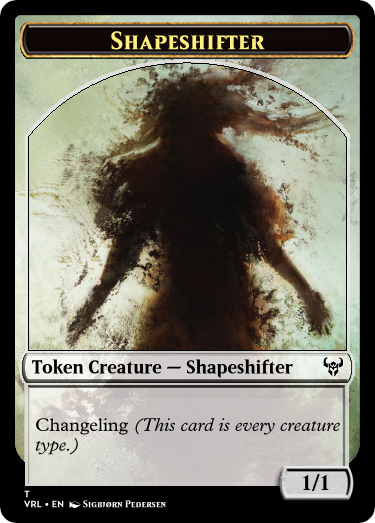 Shapeshifter
Token Creature — Shapeshifter
Changeling (This card is every creature
type.)
1/1
T
VRL • EN Sigbjørn Pedersen